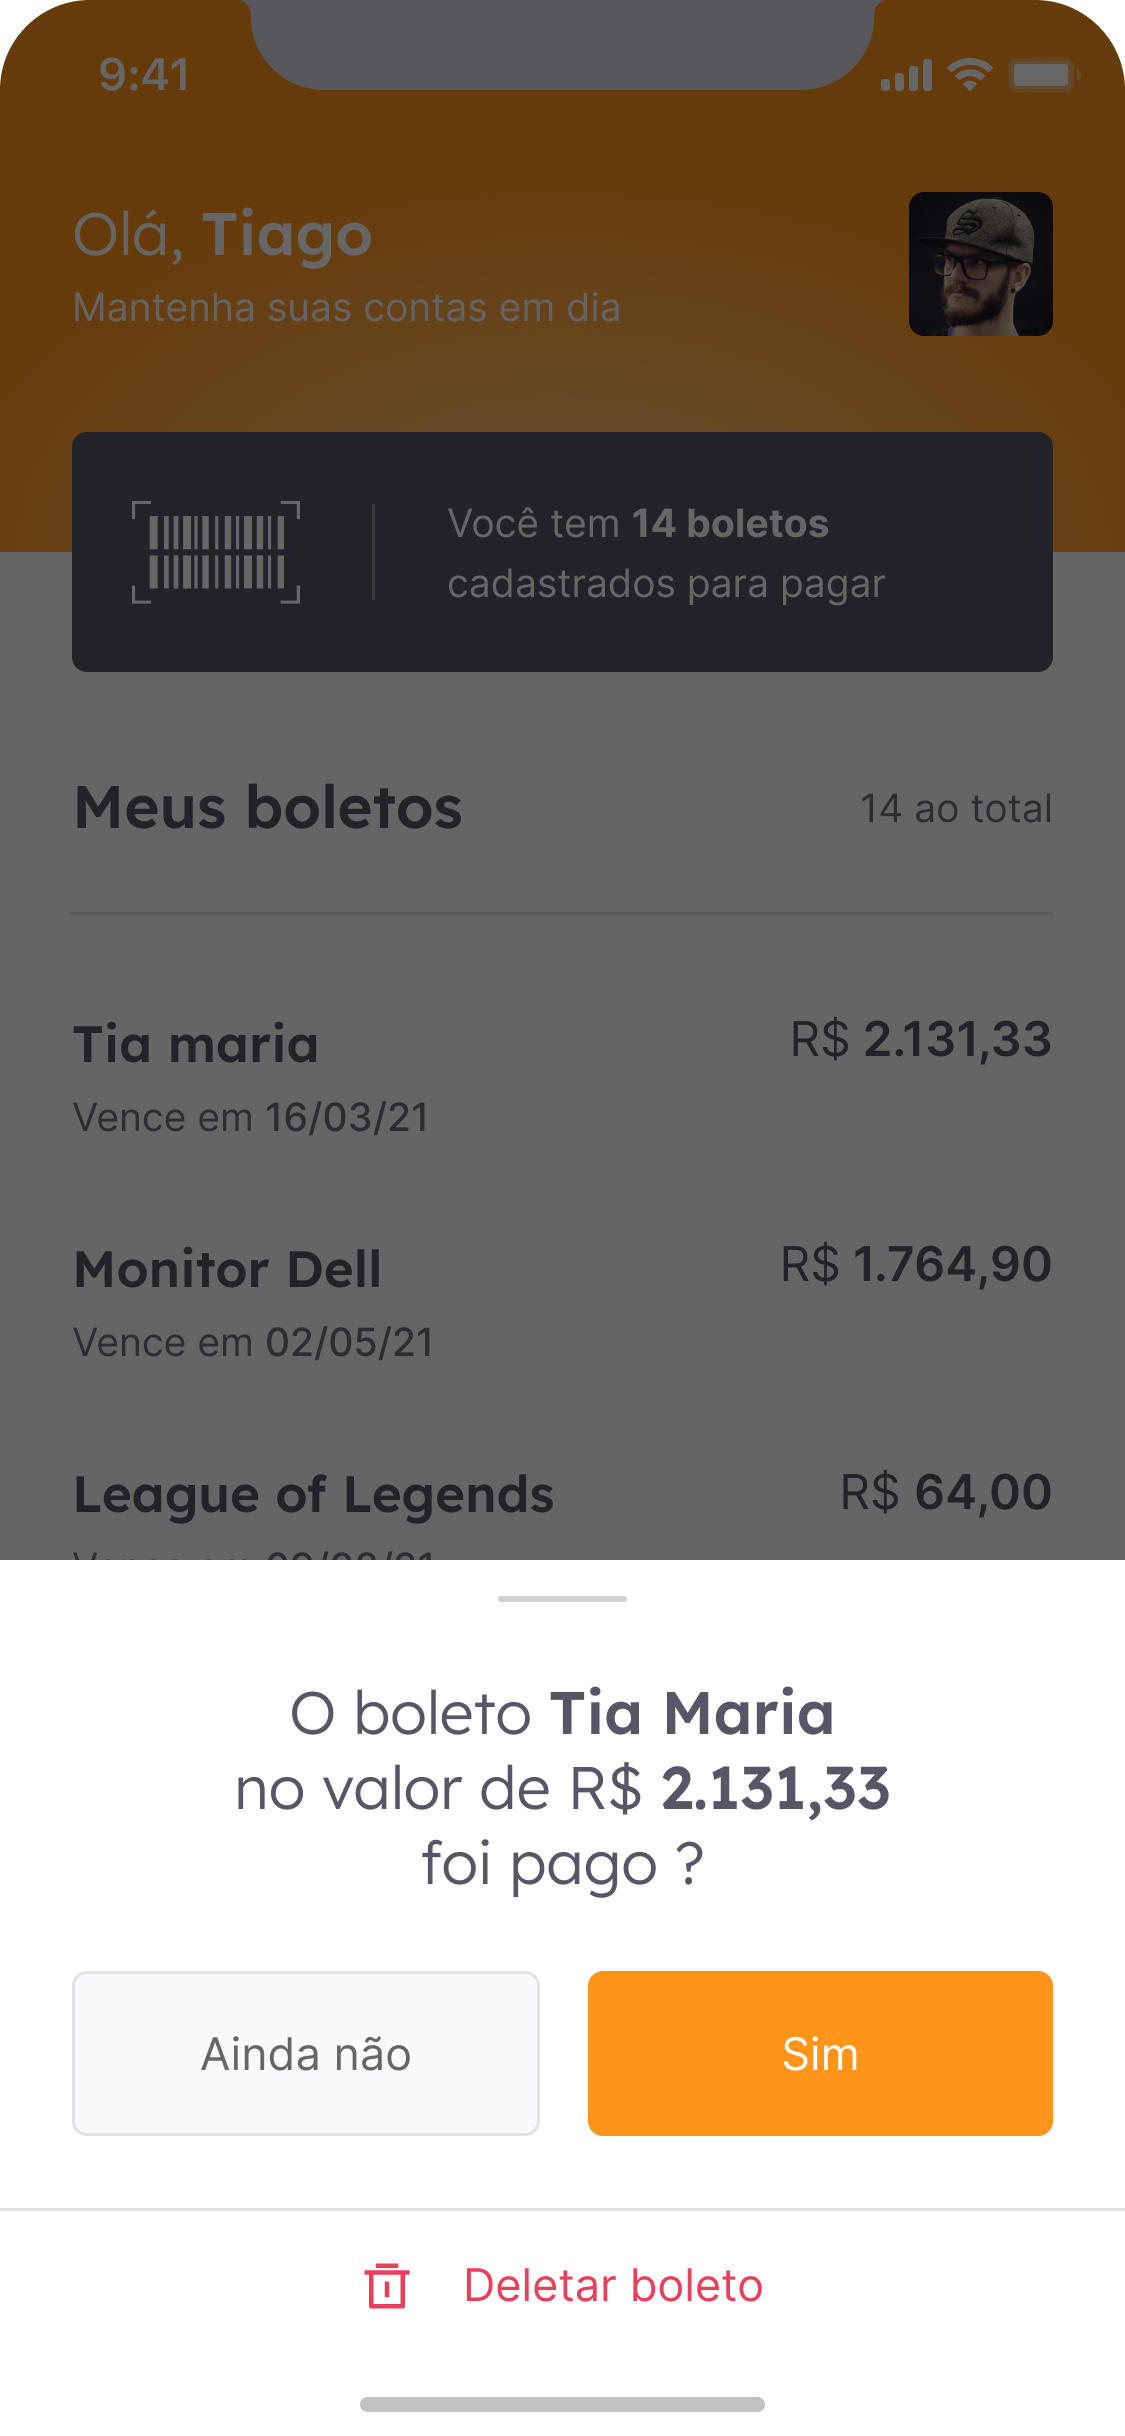 9:41
Olá, Tiago
Mantenha suas contas em dia
Você tem 14 boletos
cadastrados para pagar
Meus boletos
14 ao total
Tia maria
R$ 2.131,33
Vence em 16/03/21
Monitor Dell
R$ 1.764,90
Vence em 02/05/21
League of Legends
R$ 64,00
Vence em
O boleto Tia Maria
no valor de R$ 2.131,33
foi pago ?
Ainda não
Sim
Deletar boleto